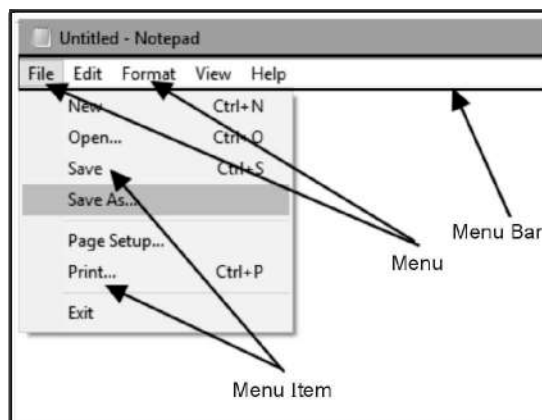 Untitled - Notepad
File Edit Format View Help
New Ctrl+N
Open... Ctrl+O
Save Ctrl+S
Save As...
Page Setup...
Print... Ctrl+P
Exit
Menu Bar
Menu
Menu Item